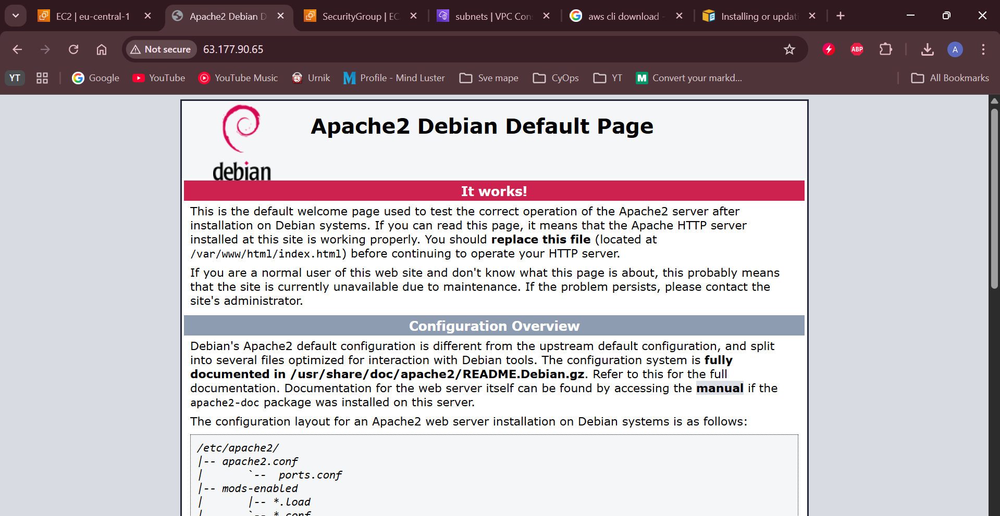 EC2 | eu-central-1
Apache2 Debian D
SecurityGroup | EC
subnets | VPC Con
aws cli download -
Installing or updati
Not secure
63.177.90.65
ABP
A
YT
Google
YouTube
YouTube Music
Urnik
Profile - Mind Luster
Sve mape
CyOps
YT
M
Convert your markd...
All Bookmarks
debian
Apache2 Debian Default Page
It works!
This is the default welcome page used to test the correct operation of the Apache2 server after
installation on Debian systems. If you can read this page, it means that the Apache HTTP server
installed at this site is working properly. You should replace this file (located at
/var/www/html/index.html) before continuing to operate your HTTP server.
If you are a normal user of this web site and don't know what this page is about, this probably means
that the site is currently unavailable due to maintenance. If the problem persists, please contact the
site's administrator.
Configuration Overview
Debian's Apache2 default configuration is different from the upstream default configuration, and split
into several files optimized for interaction with Debian tools. The configuration system is fully
documented in /usr/share/doc/apache2/README.Debian.gz. Refer to this for the full
documentation. Documentation for the web server itself can be found by accessing the manual if the
apache2-doc package was installed on this server.
The configuration layout for an Apache2 web server installation on Debian systems is as follows:
/etc/apache2/
|-- apache2.conf
|       `--  ports.conf
|-- mods-enabled
|       |-- *.load
|       `-- *.conf